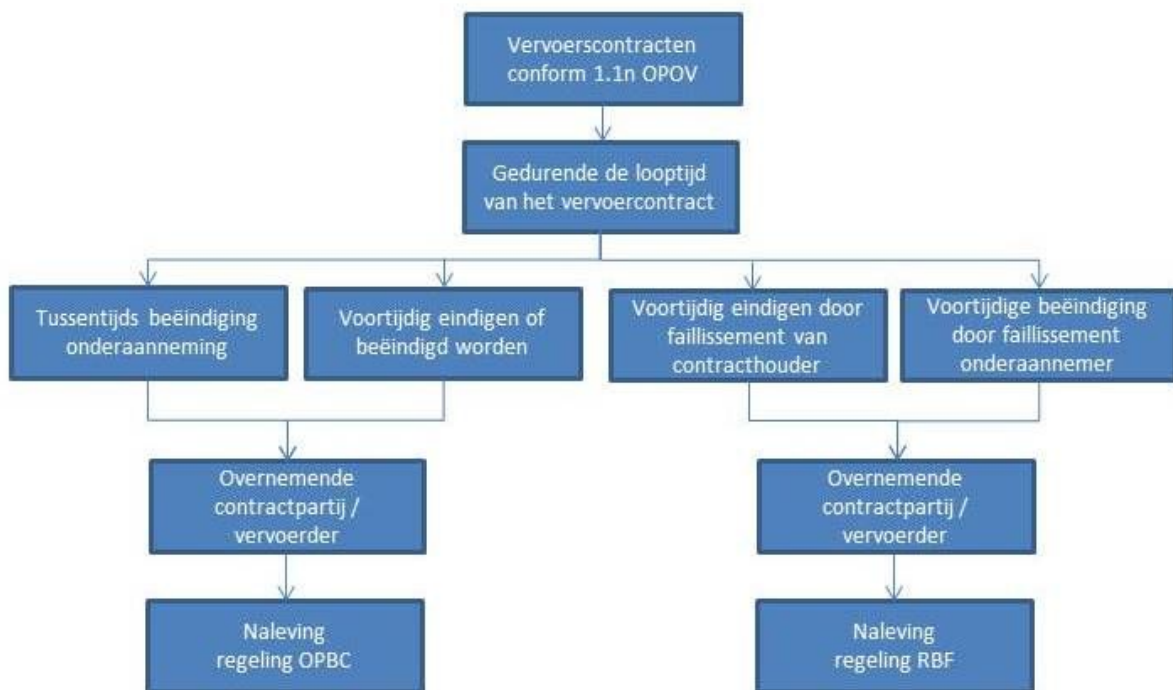 Vervoerscontracten
conform 1.1n OPOV
Gedurende de looptijd
van het vervoercontract
Tussentijds beëindiging
onderaanneming
Voortijdig eindigen of
beëindigd worden
Voortijdig eindigen door
faillissement van
contracthouder
Voortijdige beëindiging
door faillissement
onderaannemer
Overnemende
contractpartij /
vervoerder
Overnemende
contractpartij /
vervoerder
Naleving
regeling OPBC
Naleving
regeling RBF